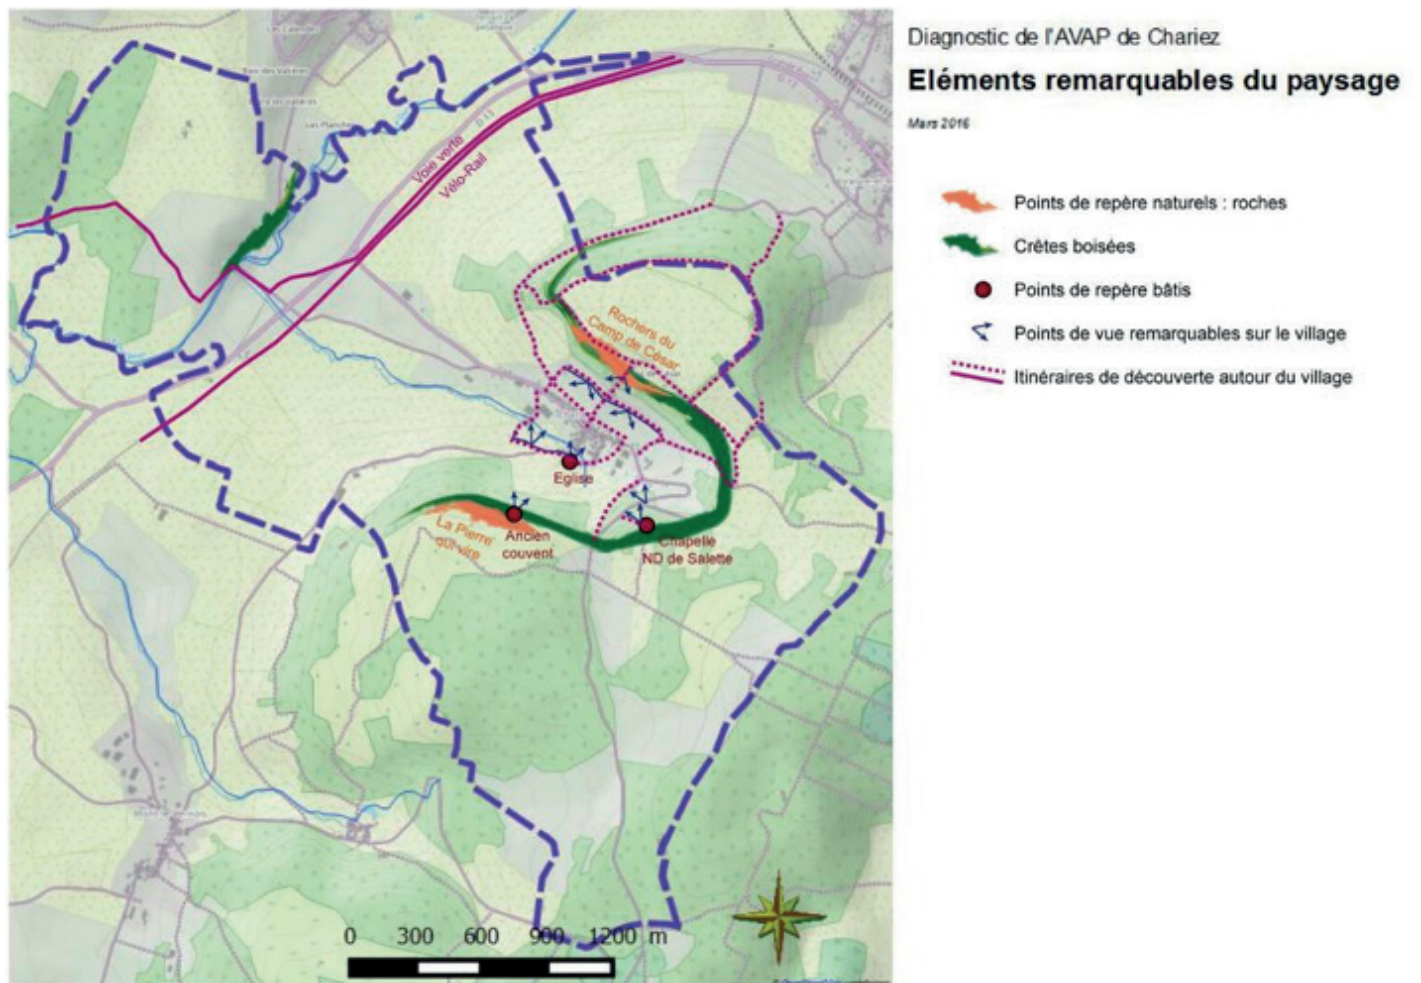 Diagnostic de l'AVAP de Chariez
Eléments remarquables du paysage
Mars 2016
Points de repère naturels : roches
Crêtes boisées
Points de repère bâtis
Points de vue remarquables sur le village
Itinéraires de découverte autour du village
Les Planches
D 13
Voie verte
Vélo-Rail
Rochers du
Camp de César
Eglise
La Pierre
qui vire
Ancien
couvent
Chapelle
ND de Salette
0 300 600 900 1200 m